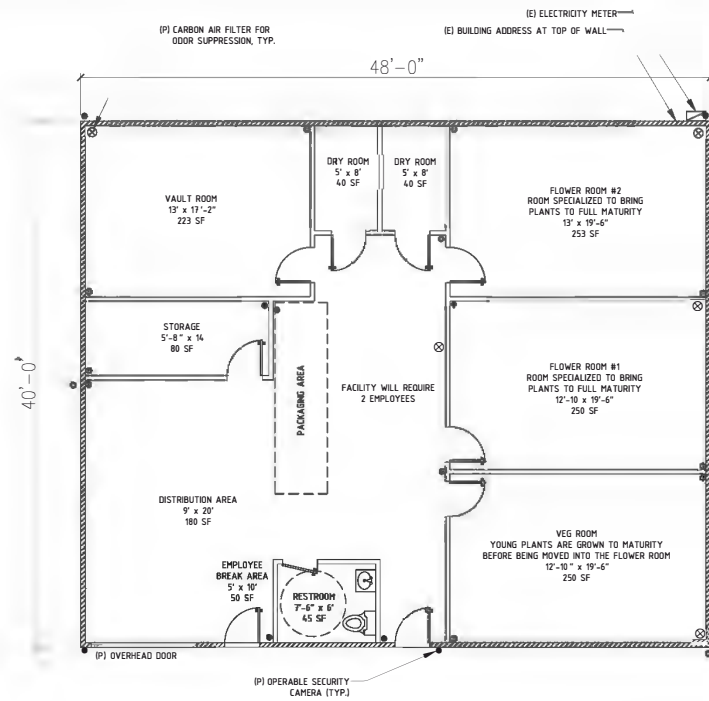 (E) ELECTRICITY METER
(P) CARBON AIR FILTER FOR
ODOR SUPPRESSION, TYP.
(E) BUILDING ADDRESS AT TOP OF WALL
48'-0"
40'-0"
VAULT ROOM
13' x 17'-2"
223 SF
DRY ROOM
5' x 8'
40 SF
DRY ROOM
5' x 8'
40 SF
FLOWER ROOM #2
ROOM SPECIALIZED TO BRING
PLANTS TO FULL MATURITY
13' x 19'-6"
253 SF
STORAGE
5'-8" x 14
80 SF
PACKAGING AREA
FACILITY WILL REQUIRE
2 EMPLOYEES
FLOWER ROOM #1
ROOM SPECIALIZED TO BRING
PLANTS TO FULL MATURITY
12'-10 x 19'-6"
250 SF
DISTRIBUTION AREA
9' x 20'
180 SF
VEG ROOM
YOUNG PLANTS ARE GROWN TO MATURITY
BEFORE BEING MOVED INTO THE FLOWER ROOM
12'-10" x 19'-6"
250 SF
EMPLOYEE
BREAK AREA
5' x 10'
50 SF
RESTROOM
7'-6" x 6'
45 SF
(P) OVERHEAD DOOR
(P) OPERABLE SECURITY
CAMERA (TYP.)